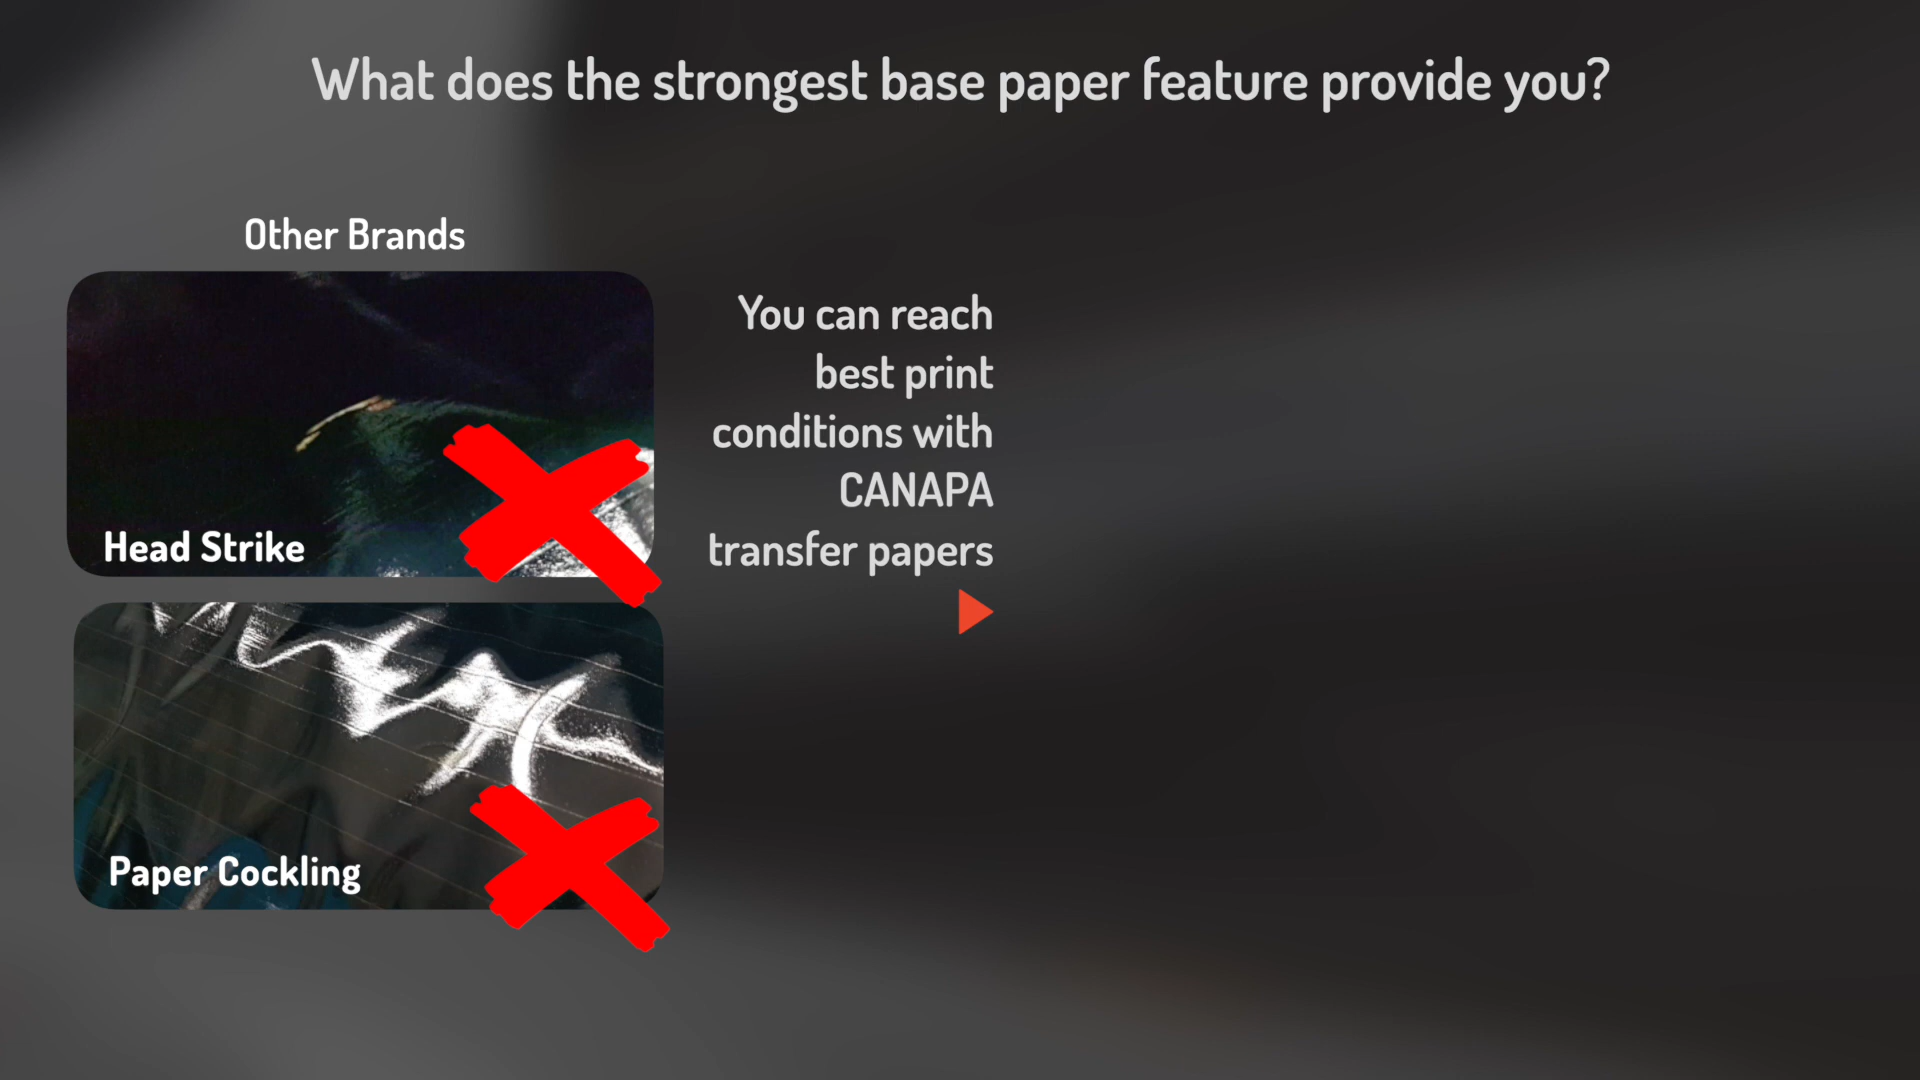 What does the strongest base paper feature provide you?
Other Brands
Head Strike
Paper Cockling
You can reach
best print
conditions with
CANAPA
transfer papers